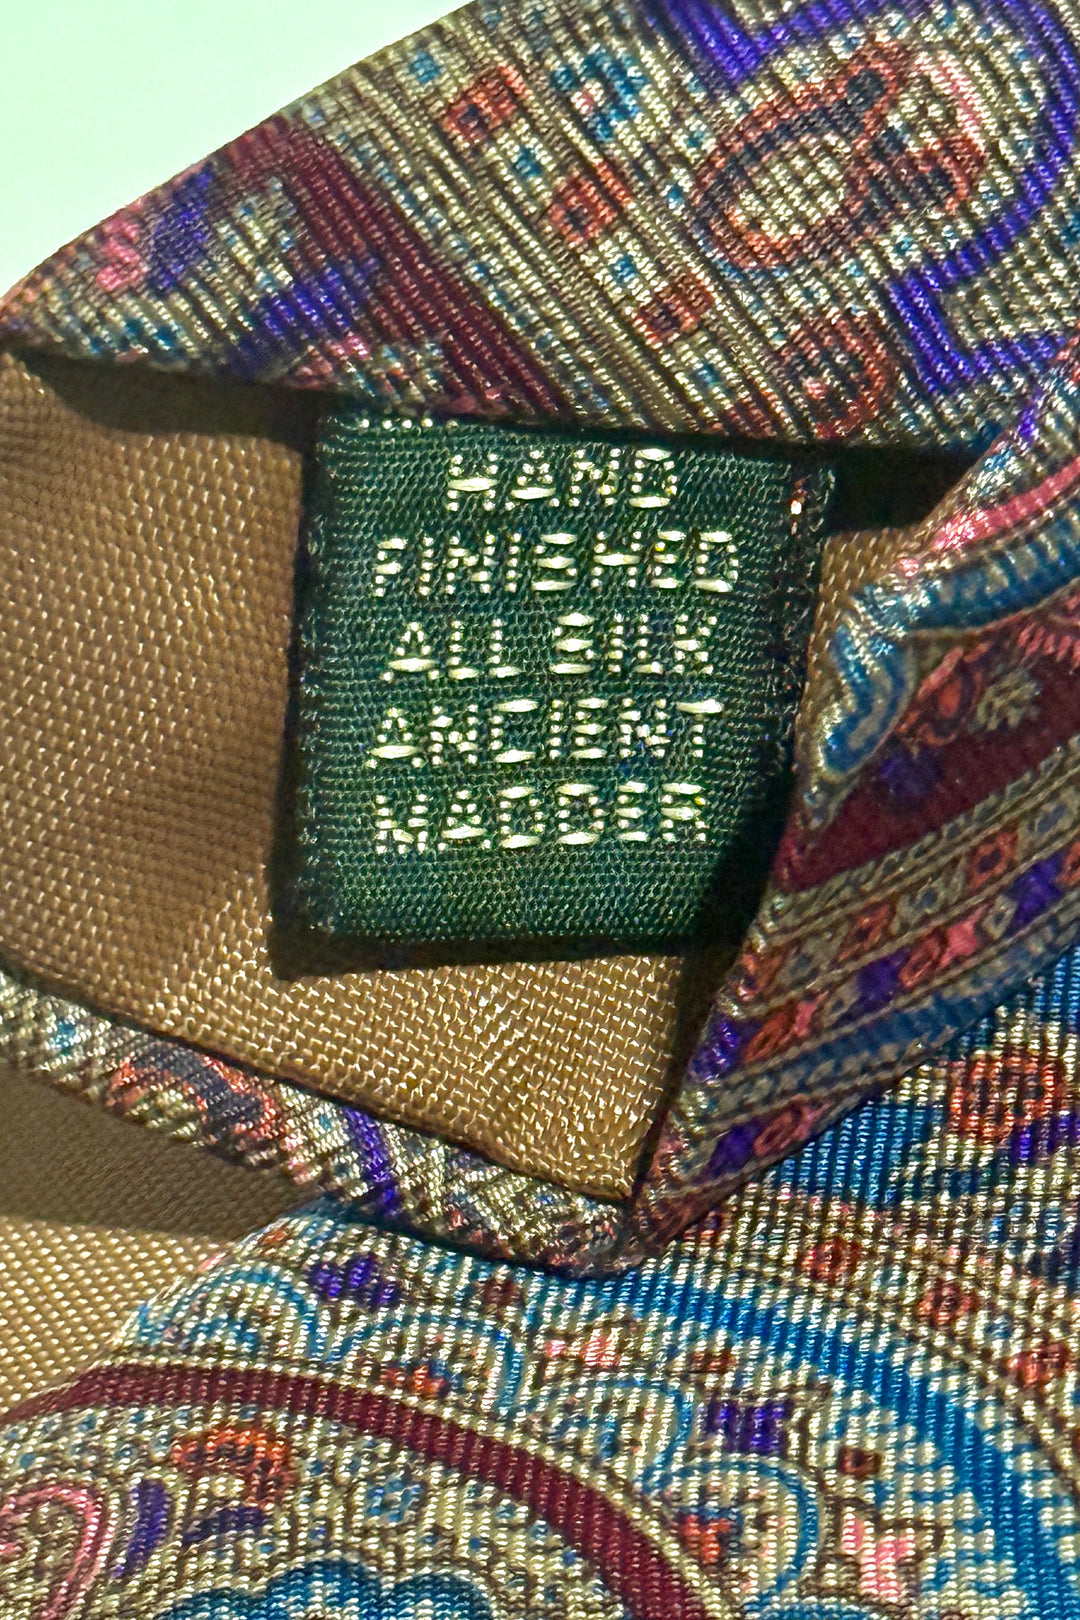 HAND
FINISHED
ALL SILK
ANCIENT
MADDER